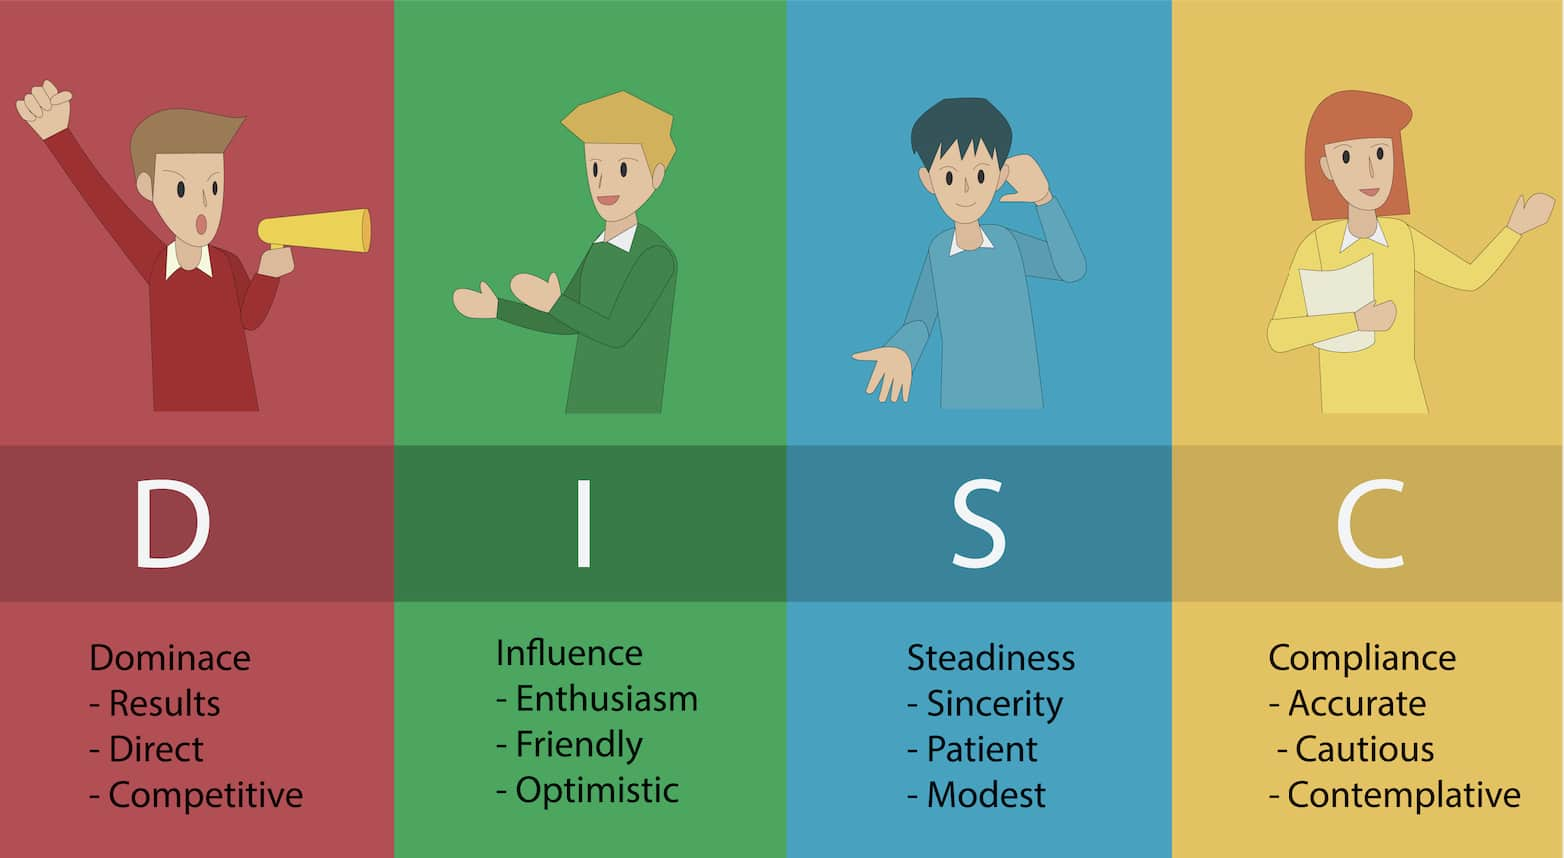 D
I
S
C
Dominace
- Results
- Direct
- Competitive
Influence
- Enthusiasm
- Friendly
- Optimistic
Steadiness
- Sincerity
- Patient
- Modest
Compliance
- Accurate
- Cautious
- Contemplative